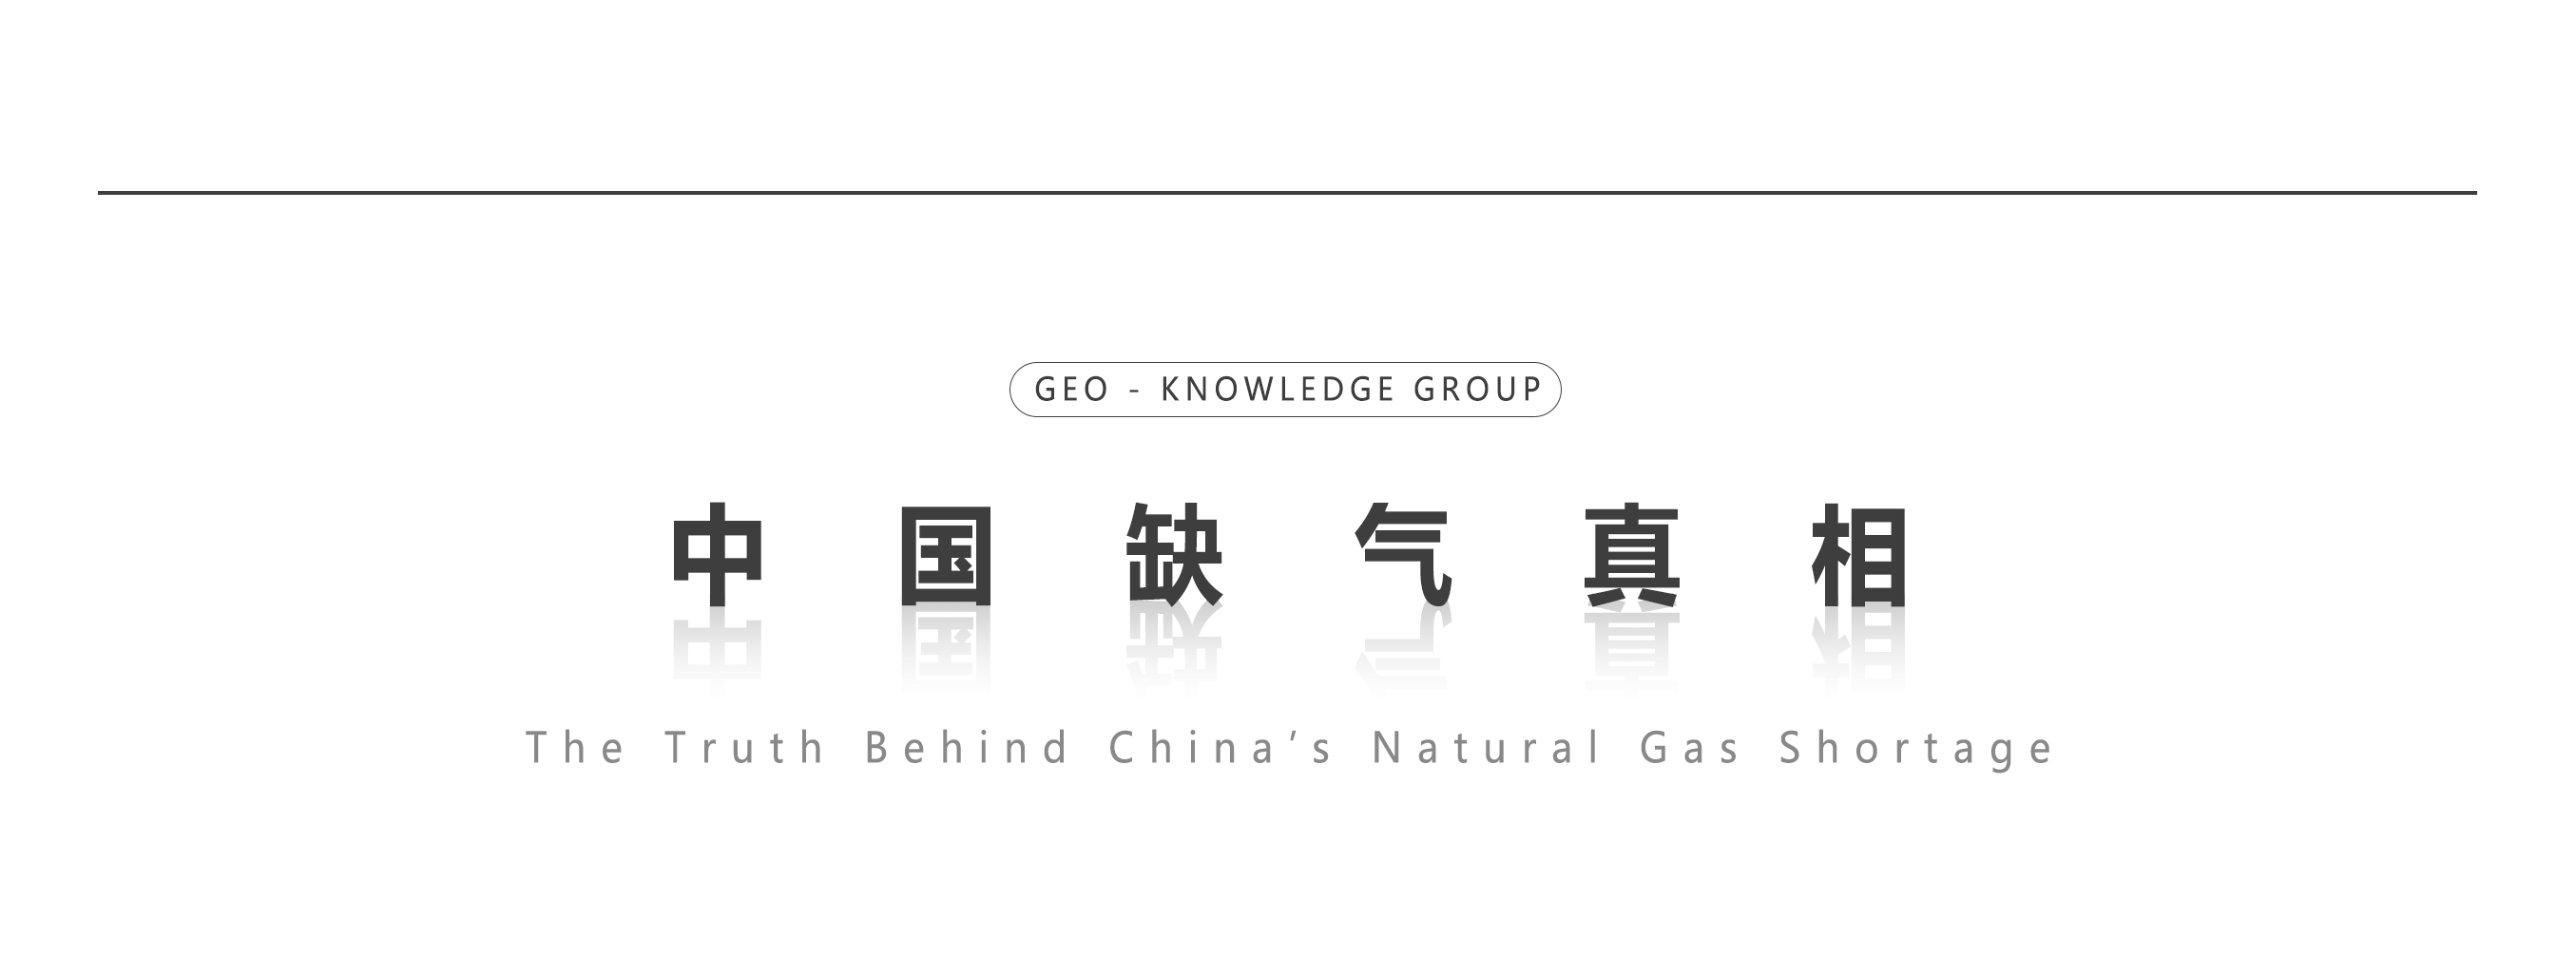 GEO - KNOWLEDGE GROUP
中国缺气真相
The Truth Behind China’s Natural Gas Shortage